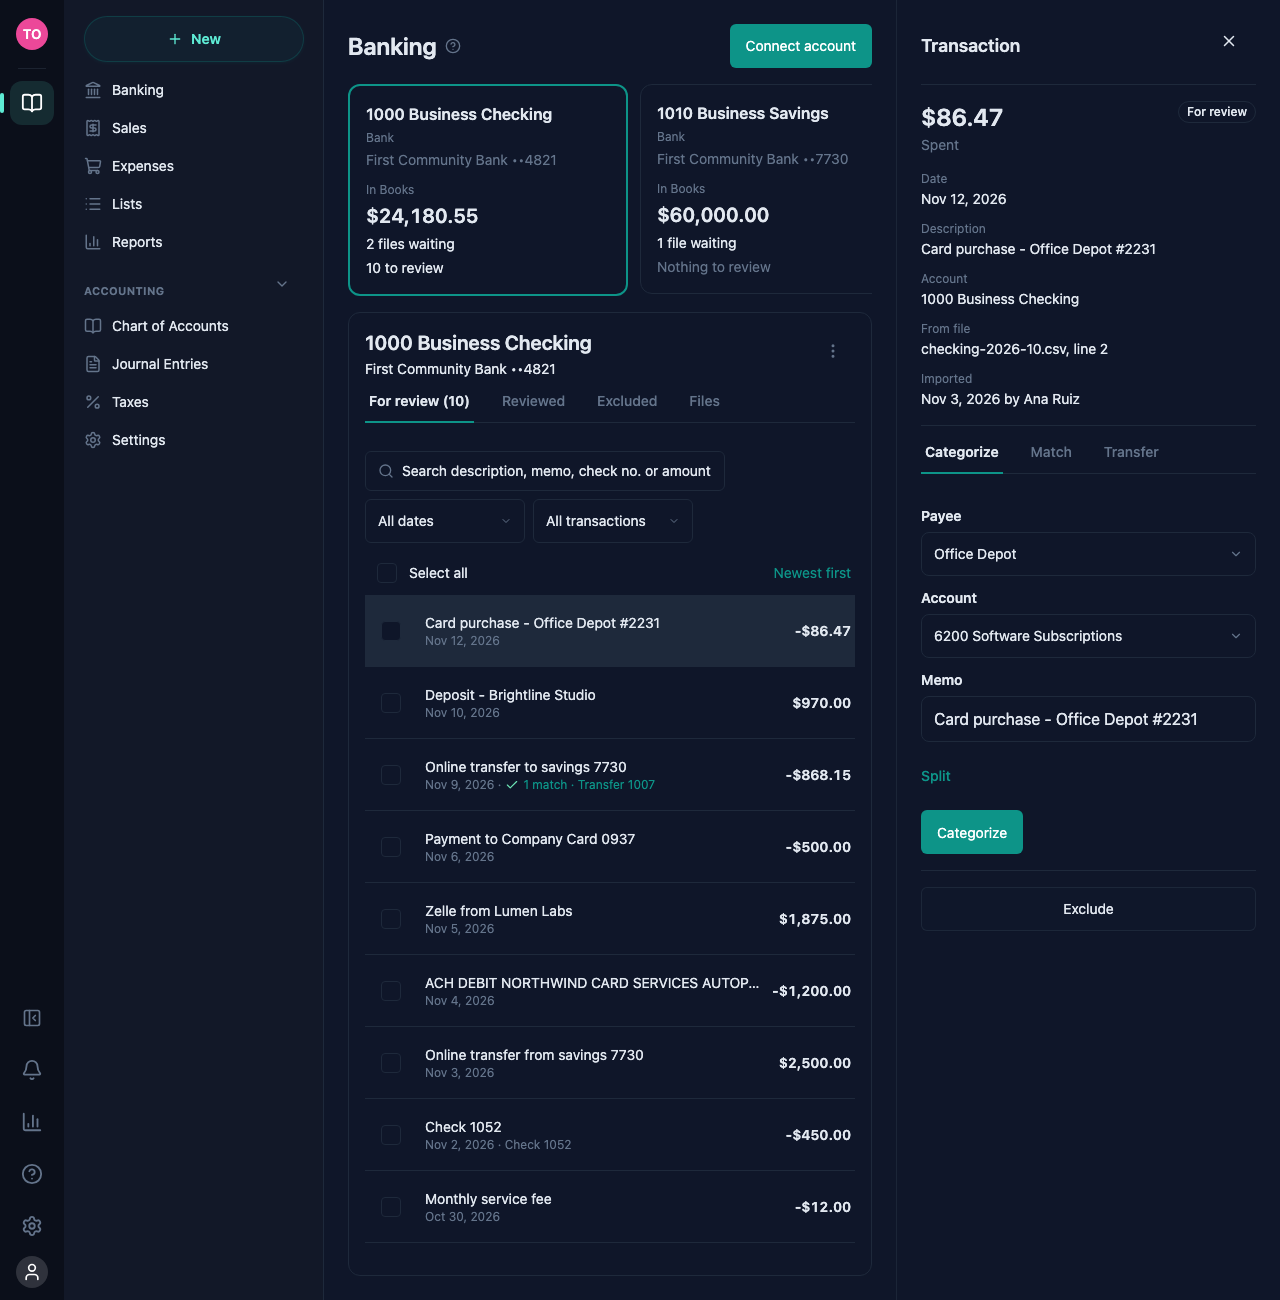 TO
New
Banking
Sales
Expenses
Lists
Reports
ACCOUNTING
Chart of Accounts
Journal Entries
Taxes
Settings
Banking
Connect account
1000 Business Checking
Bank
First Community Bank ••4821
In Books
$24,180.55
2 files waiting
10 to review
1010 Business Savings
Bank
First Community Bank ••7730
In Books
$60,000.00
1 file waiting
Nothing to review
1000 Business Checking
First Community Bank ••4821
For review (10) Reviewed Excluded Files
Search description, memo, check no. or amount
All dates All transactions
Select all Newest first
Card purchase - Office Depot #2231 -$86.47
Nov 12, 2026
Deposit - Brightline Studio $970.00
Nov 10, 2026
Online transfer to savings 7730 -$868.15
Nov 9, 2026 · ✓ 1 match · Transfer 1007
Payment to Company Card 0937 -$500.00
Nov 6, 2026
Zelle from Lumen Labs $1,875.00
Nov 5, 2026
ACH DEBIT NORTHWIND CARD SERVICES AUTOP... -$1,200.00
Nov 4, 2026
Online transfer from savings 7730 $2,500.00
Nov 3, 2026
Check 1052 -$450.00
Nov 2, 2026 · Check 1052
Monthly service fee -$12.00
Oct 30, 2026
Transaction
$86.47 For review
Spent
Date
Nov 12, 2026
Description
Card purchase - Office Depot #2231
Account
1000 Business Checking
From file
checking-2026-10.csv, line 2
Imported
Nov 3, 2026 by Ana Ruiz
Categorize Match Transfer
Payee
Office Depot
Account
6200 Software Subscriptions
Memo
Card purchase - Office Depot #2231
Split
Categorize
Exclude